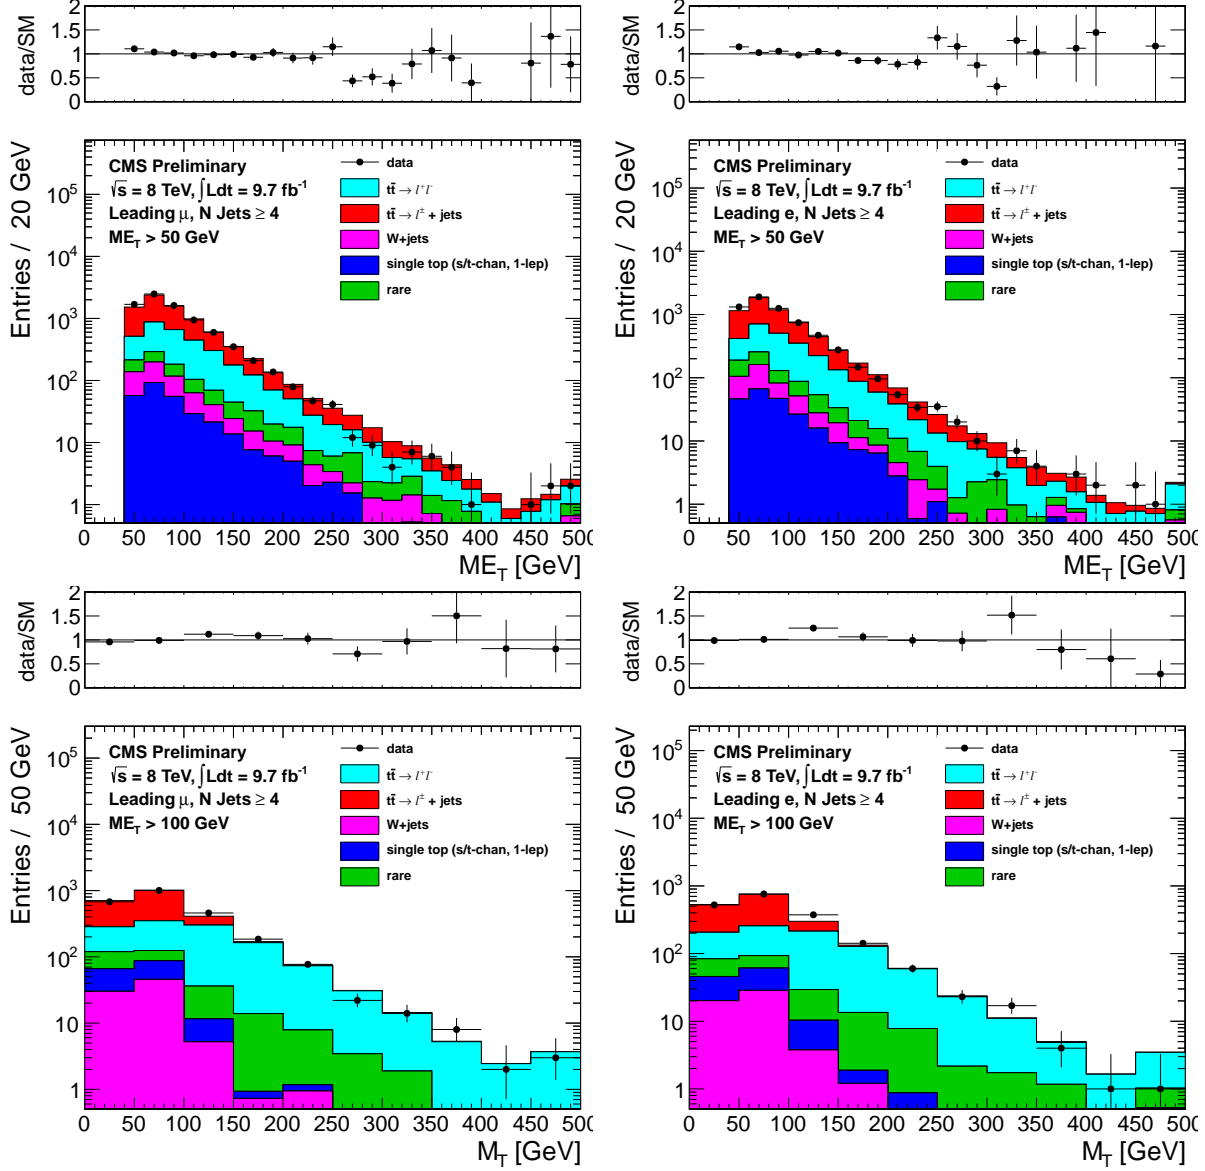 data/SM
2
1.5
1
0.5
0
Entries / 20 GeV
CMS Preliminary
√s = 8 TeV, ∫Ldt = 9.7 fb⁻¹
Leading μ, N Jets ≥ 4
ME_T > 50 GeV
data
tt̄ → l⁺l⁻
tt̄ → l± + jets
W+jets
single top (s/t-chan, 1-lep)
rare
10⁵
10⁴
10³
10²
10
1
0 50 100 150 200 250 300 350 400 450 500
ME_T [GeV]
data/SM
2
1.5
1
0.5
0
Entries / 20 GeV
CMS Preliminary
√s = 8 TeV, ∫Ldt = 9.7 fb⁻¹
Leading e, N Jets ≥ 4
ME_T > 50 GeV
data
tt̄ → l⁺l⁻
tt̄ → l± + jets
W+jets
single top (s/t-chan, 1-lep)
rare
10⁵
10⁴
10³
10²
10
1
0 50 100 150 200 250 300 350 400 450 500
ME_T [GeV]
data/SM
2
1.5
1
0.5
0
Entries / 50 GeV
CMS Preliminary
√s = 8 TeV, ∫Ldt = 9.7 fb⁻¹
Leading μ, N Jets ≥ 4
ME_T > 100 GeV
data
tt̄ → l⁺l⁻
tt̄ → l± + jets
W+jets
single top (s/t-chan, 1-lep)
rare
10⁵
10⁴
10³
10²
10
1
0 50 100 150 200 250 300 350 400 450 500
M_T [GeV]
data/SM
2
1.5
1
0.5
0
Entries / 50 GeV
CMS Preliminary
√s = 8 TeV, ∫Ldt = 9.7 fb⁻¹
Leading e, N Jets ≥ 4
ME_T > 100 GeV
data
tt̄ → l⁺l⁻
tt̄ → l± + jets
W+jets
single top (s/t-chan, 1-lep)
rare
10⁵
10⁴
10³
10²
10
1
0 50 100 150 200 250 300 350 400 450 500
M_T [GeV]